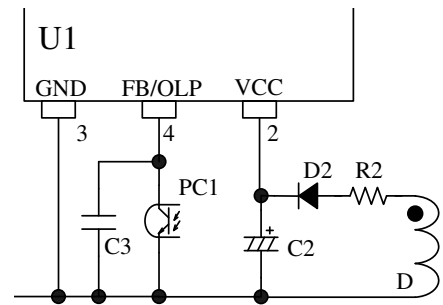 U1
GND FB/OLP VCC
3 4 2
D2 R2
PC1
C3 + C2
D